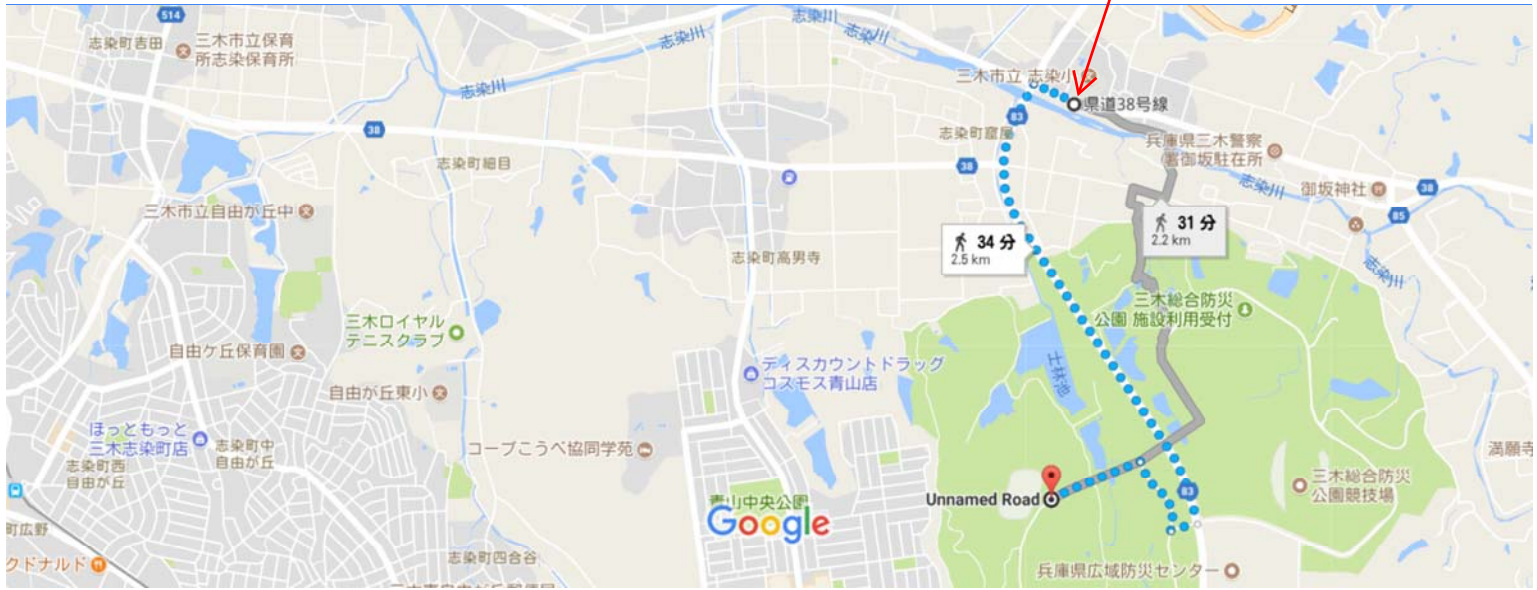 514
83
志染川
志染川
志染町吉田
三木市立保育
所志染保育所
志染川
志染川
三木市立 志染小
県道38号線
83
38
志染町窟屋
兵庫県三木警察
署御坂駐在所
志染町細目
38
志染川
御坂神社
38
85
三木市立自由が丘中
34 分
2.5 km
31 分
2.2 km
志染町高男寺
志染川
三木総合防災
公園 施設利用受付
三木ロイヤル
テニスクラブ
自由ケ丘保育園
ディスカウントドラッグ
コスモス青山店
士林池
自由が丘東小
ほっともっと
三木志染町店
志染町中
自由が丘
コープこうべ協同学苑
満願寺
志染町西
自由が丘
三木総合防災
公園競技場
Unnamed Road
83
青山中央公園
Google
町広野
クドナルド
志染町四合谷
兵庫県広域防災センター